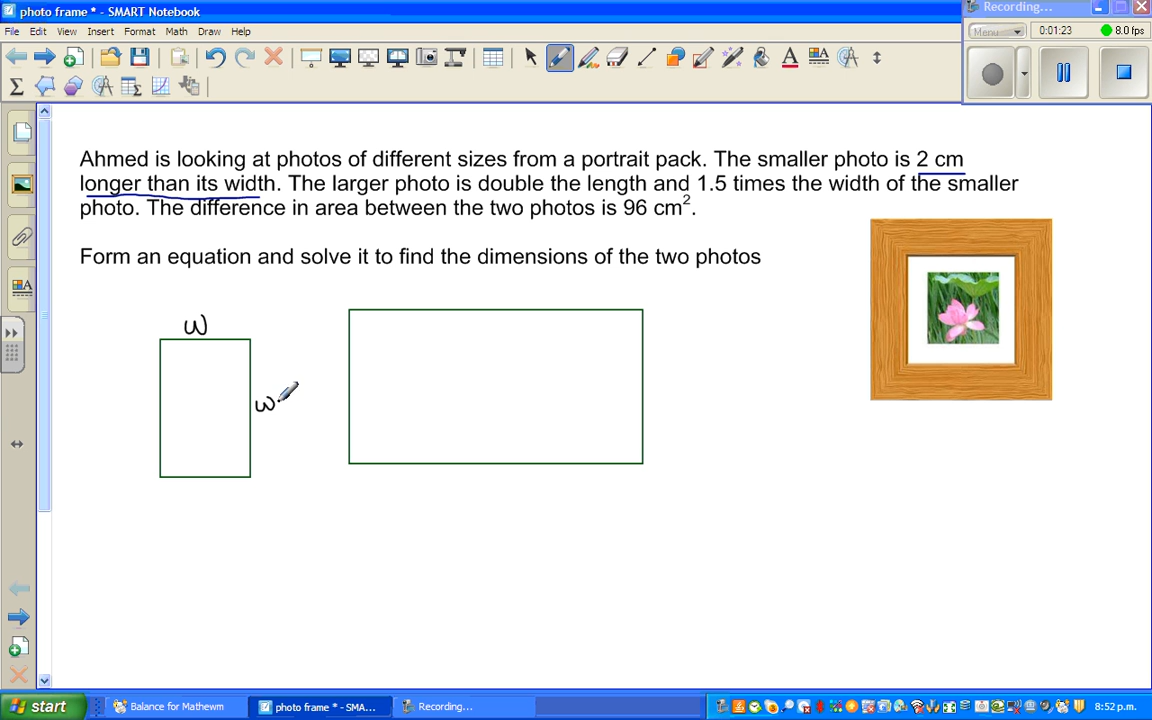 photo frame * - SMART Notebook
Recording...
File Edit View Insert Format Math Draw Help
Menu
0:01:23
8.0 fps
Ahmed is looking at photos of different sizes from a portrait pack. The smaller photo is 2 cm
longer than its width. The larger photo is double the length and 1.5 times the width of the smaller
photo. The difference in area between the two photos is 96 cm².
Form an equation and solve it to find the dimensions of the two photos
w
w
start
Balance for Mathewm
photo frame * - SMA...
Recording...
8:52 p.m.